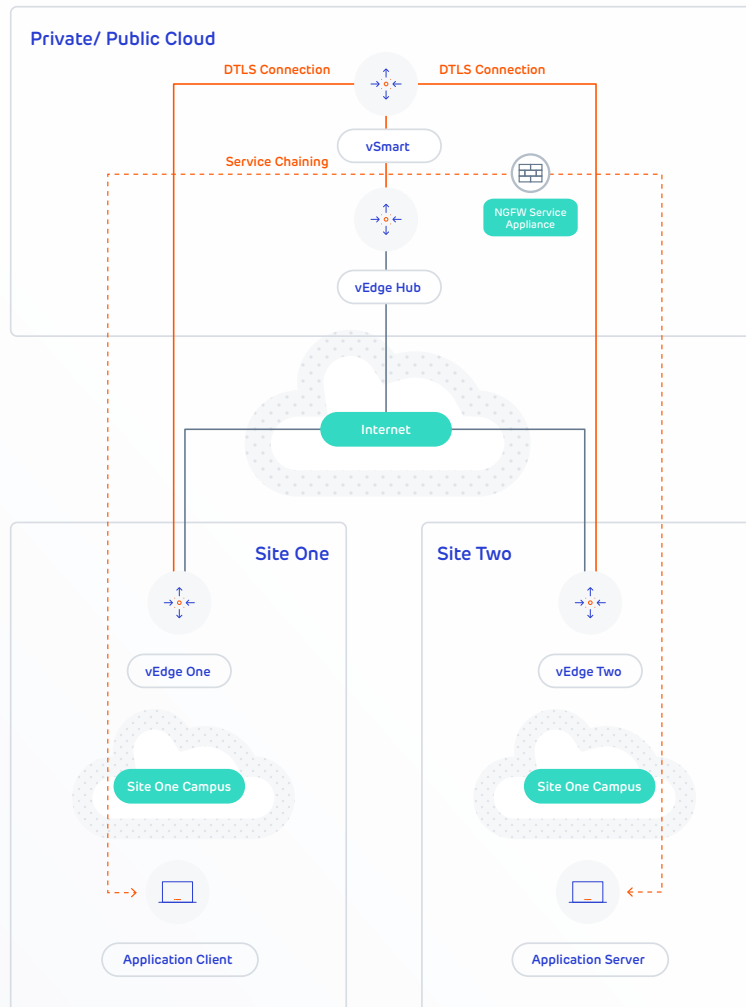 Private/ Public Cloud
DTLS Connection
DTLS Connection
vSmart
Service Chaining
NGFW Service
Appliance
vEdge Hub
Internet
Site One
Site Two
vEdge One
vEdge Two
Site One Campus
Site One Campus
Application Client
Application Server